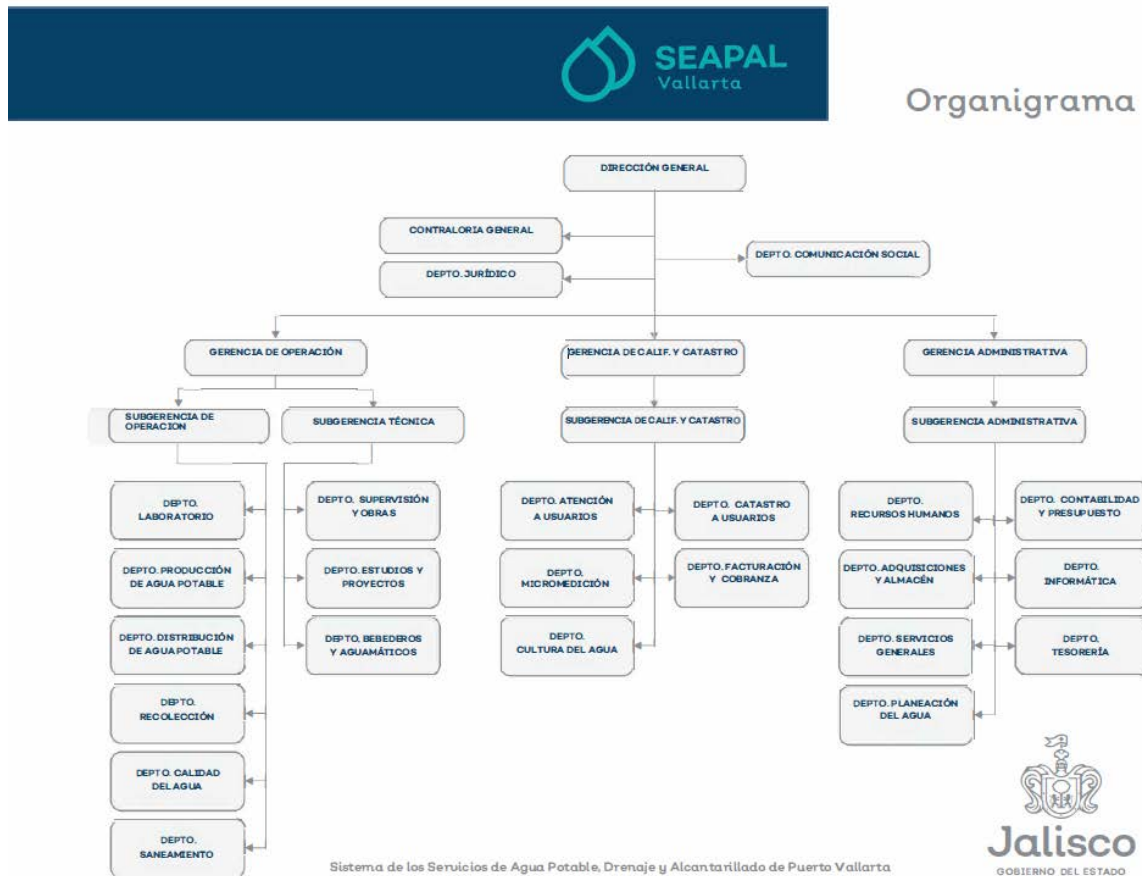 SEAPAL
Vallarta
Organigrama
DIRECCIÓN GENERAL
CONTRALORIA GENERAL
DEPTO. COMUNICACIÓN SOCIAL
DEPTO. JURÍDICO
GERENCIA DE OPERACIÓN
GERENCIA DE CALIF. Y CATASTRO
GERENCIA ADMINISTRATIVA
SUBGERENCIA DE
OPERACION
SUBGERENCIA TÉCNICA
SUBGERENCIA DE CALIF. Y CATASTRO
SUBGERENCIA ADMINISTRATIVA
DEPTO.
LABORATORIO
DEPTO. SUPERVISIÓN
Y OBRAS
DEPTO. ATENCIÓN
A USUARIOS
DEPTO. CATASTRO
A USUARIOS
DEPTO.
RECURSOS HUMANOS
DEPTO. CONTABILIDAD
Y PRESUPUESTO
DEPTO. PRODUCCIÓN
DE AGUA POTABLE
DEPTO. ESTUDIOS Y
PROYECTOS
DEPTO.
MICROMEDICIÓN
DEPTO. FACTURACIÓN
Y COBRANZA
DEPTO. ADQUISICIONES
Y ALMACÉN
DEPTO.
INFORMÁTICA
DEPTO. DISTRIBUCIÓN
DE AGUA POTABLE
DEPTO. BEBEDEROS
Y AGUAMÁTICOS
DEPTO.
CULTURA DEL AGUA
DEPTO. SERVICIOS
GENERALES
DEPTO.
TESORERÍA
DEPTO.
RECOLECCIÓN
DEPTO. PLANEACIÓN
DEL AGUA
DEPTO. CALIDAD
DEL AGUA
DEPTO.
SANEAMIENTO
Sistema de los Servicios de Agua Potable, Drenaje y Alcantarillado de Puerto Vallarta
Jalisco
GOBIERNO DEL ESTADO